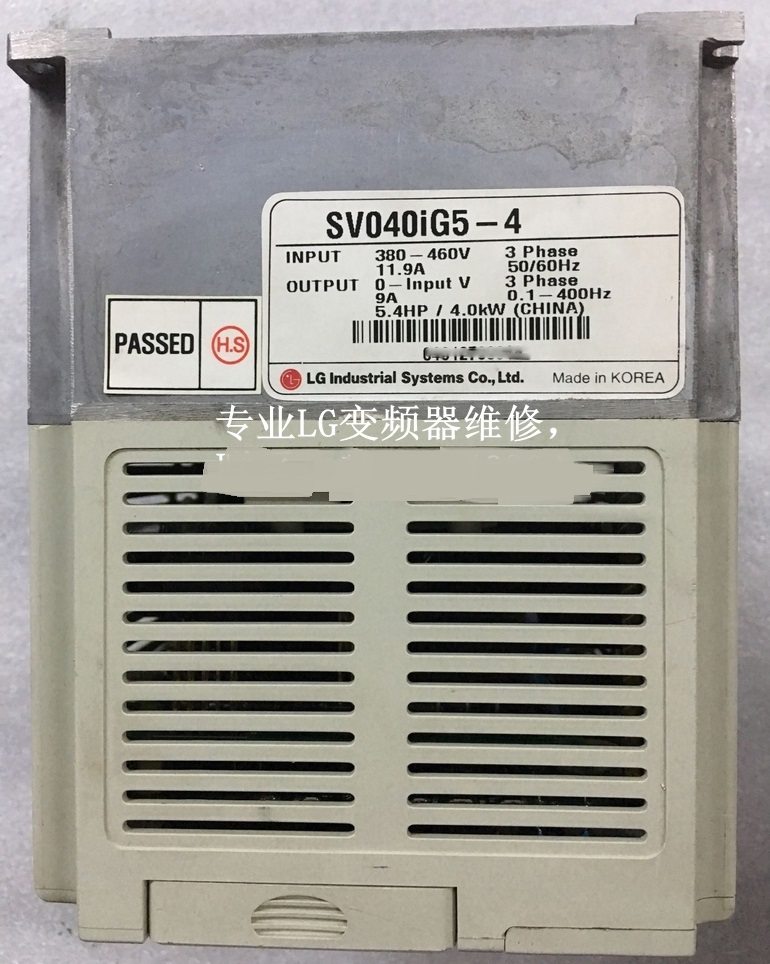 SV040iG5-4
INPUT 380-460V 3 Phase
11.9A 50/60Hz
OUTPUT 0-Input V 3 Phase
9A 0.1-400Hz
5.4HP / 4.0kW (CHINA)
PASSED H.S
LG Industrial Systems Co.,Ltd. Made in KOREA
专业LG变频器维修,